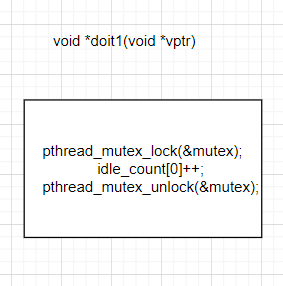 void *doit1(void *vptr)
pthread_mutex_lock(&mutex);
idle_count[0]++;
pthread_mutex_unlock(&mutex);